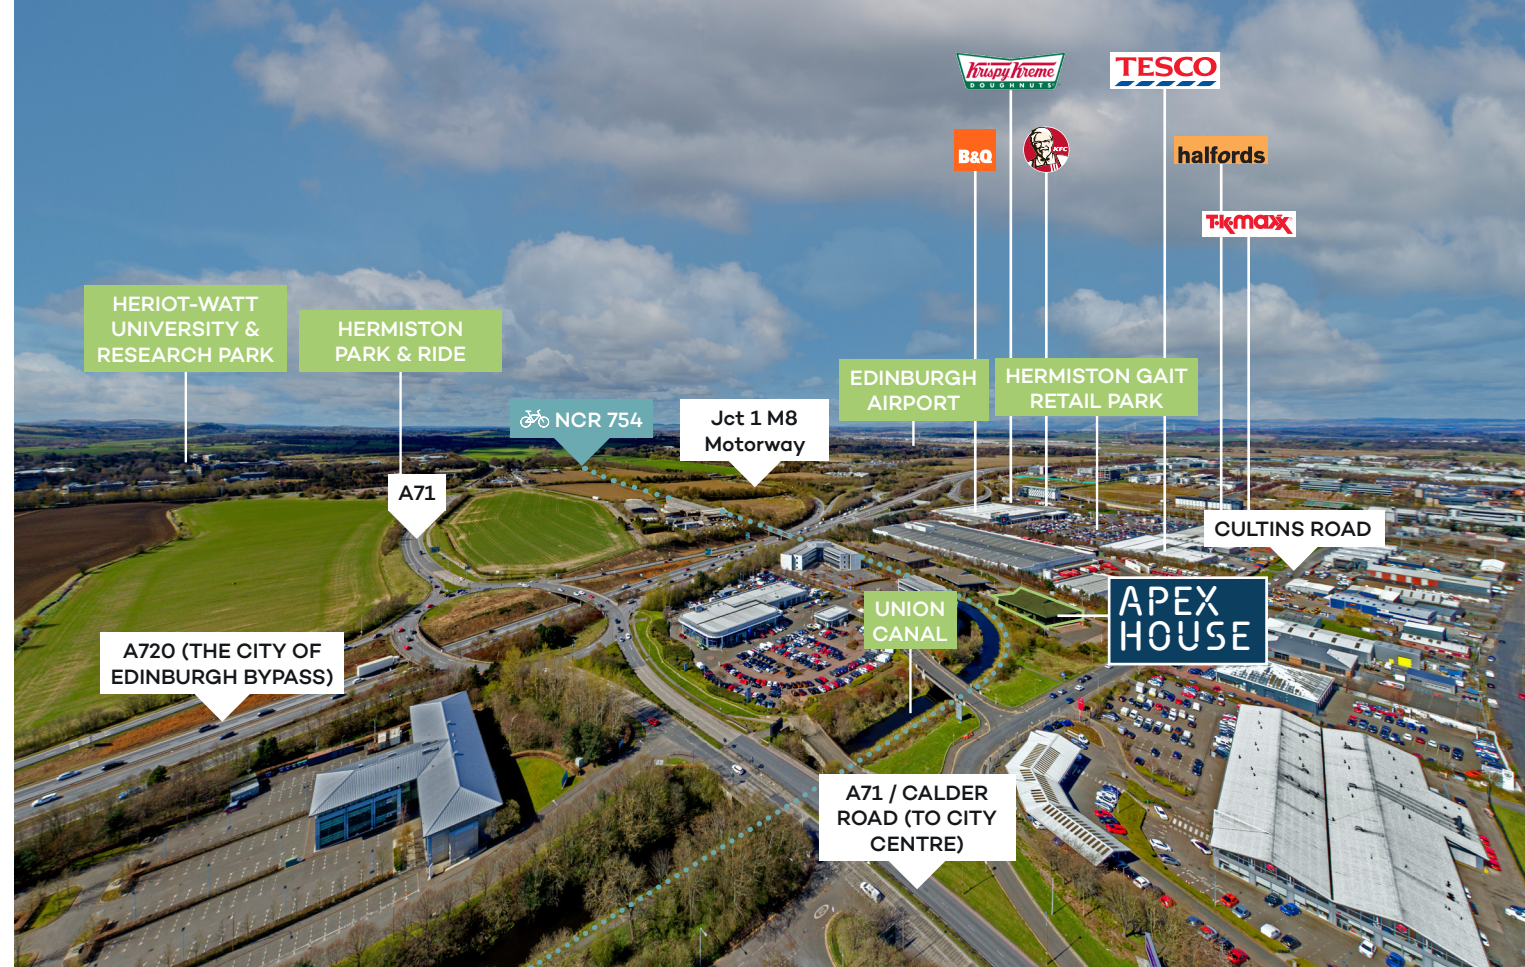 Krispy Kreme
DOUGHNUTS
TESCO
B&Q
KFC
halfords
T·K·maxx
HERIOT-WATT
UNIVERSITY &
RESEARCH PARK
HERMISTON
PARK & RIDE
EDINBURGH
AIRPORT
HERMISTON GAIT
RETAIL PARK
NCR 754
Jct 1 M8
Motorway
A71
CULTINS ROAD
APEX
HOUSE
UNION
CANAL
A720 (THE CITY OF
EDINBURGH BYPASS)
A71 / CALDER
ROAD (TO CITY
CENTRE)